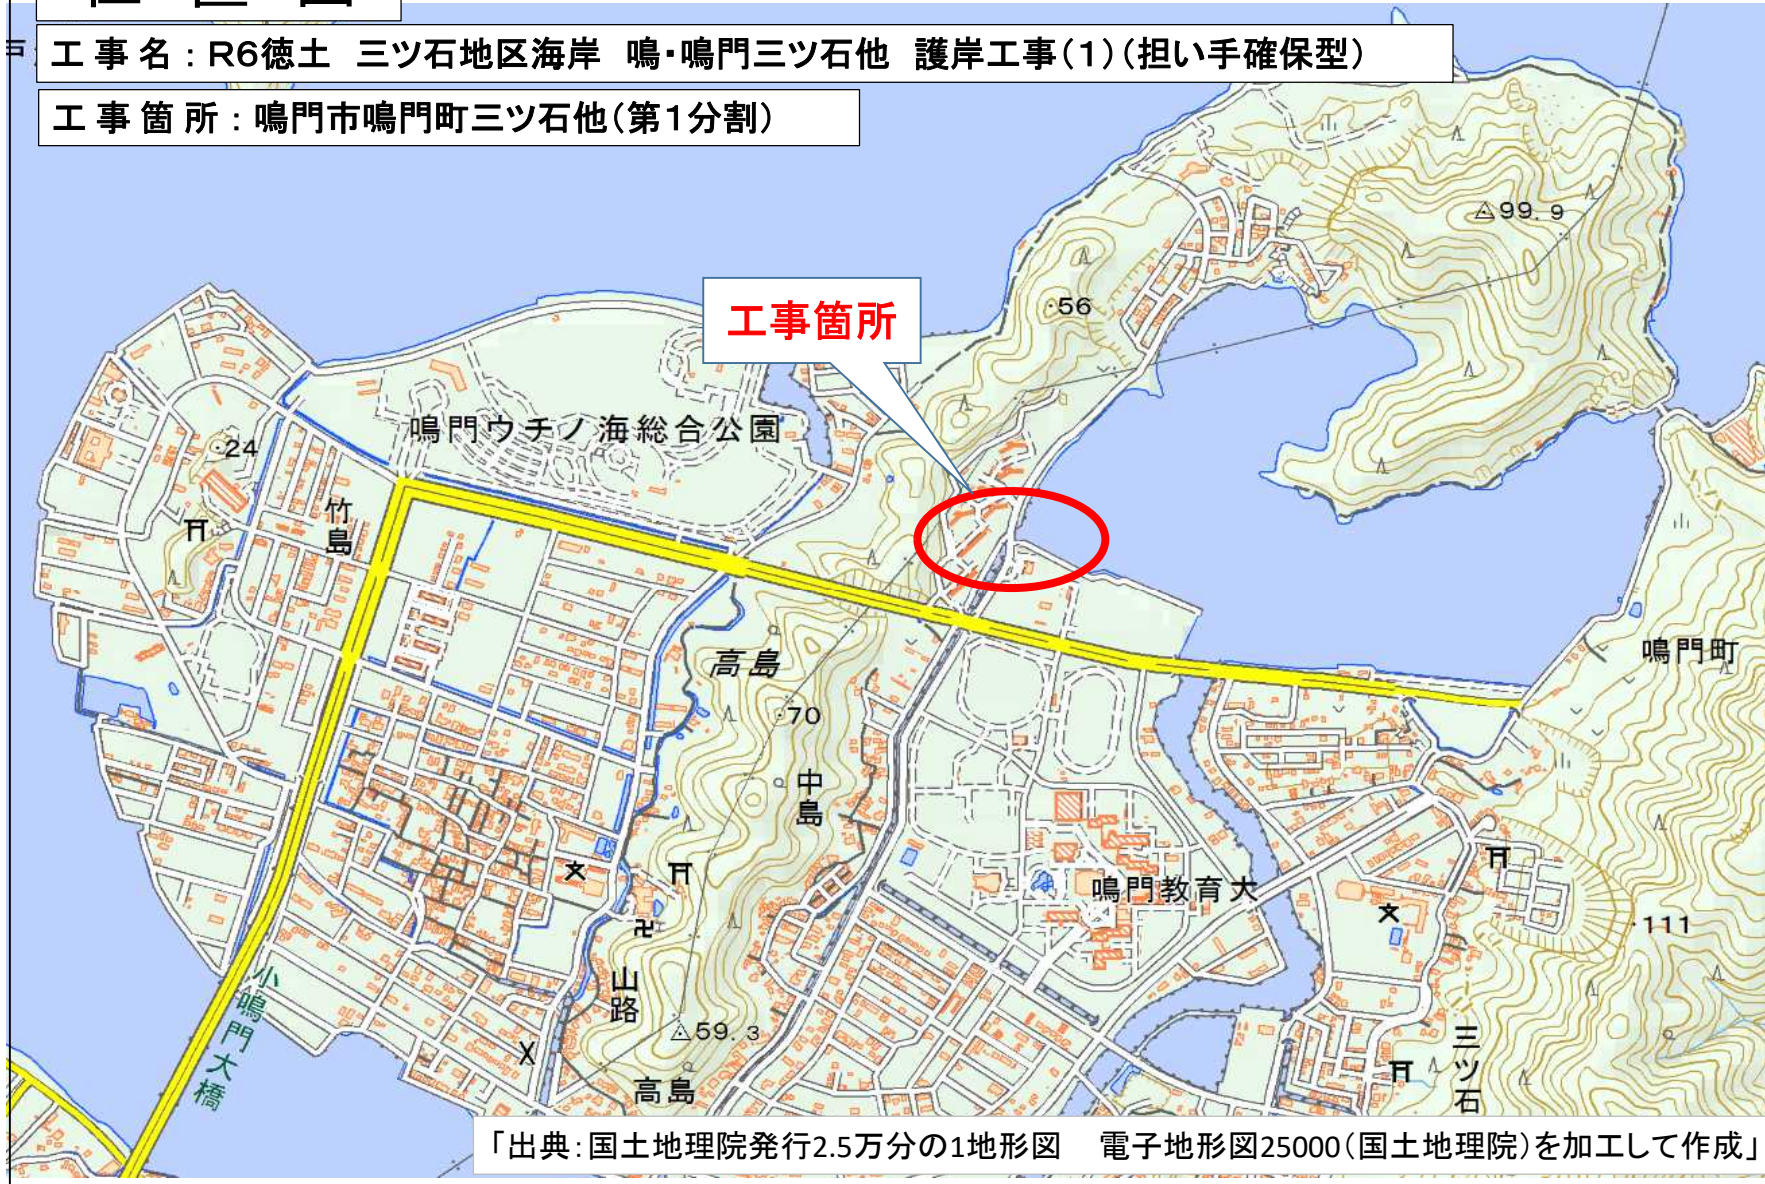 工事名：R6徳土　三ツ石地区海岸　鳴・鳴門三ツ石他　護岸工事（１）（担い手確保型）
工事箇所：鳴門市鳴門町三ツ石他（第１分割）
99.9
56
工事箇所
鳴門ウチノ海総合公園
24
竹島
鳴門町
高島
70
中島
鳴門教育大
111
山路
小鳴門大橋
59.3
三ツ石
高島
「出典：国土地理院発行2.5万分の1地形図　電子地形図25000（国土地理院）を加工して作成」